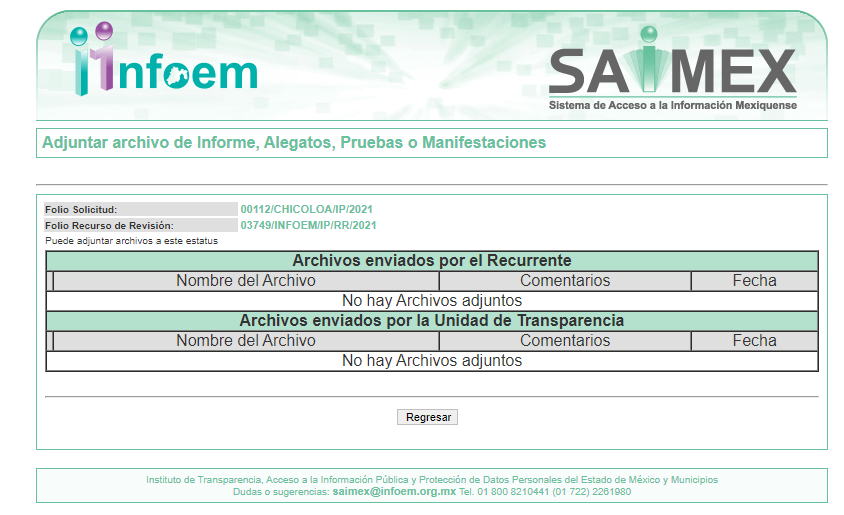 infoem
SAIMEX
Sistema de Acceso a la Información Mexiquense
Adjuntar archivo de Informe, Alegatos, Pruebas o Manifestaciones
Folio Solicitud: 00112/CHICOLOA/IP/2021
Folio Recurso de Revisión: 03749/INFOEM/IP/RR/2021
Puede adjuntar archivos a este estatus
Archivos enviados por el Recurrente
Nombre del Archivo Comentarios Fecha
No hay Archivos adjuntos
Archivos enviados por la Unidad de Transparencia
Nombre del Archivo Comentarios Fecha
No hay Archivos adjuntos
Regresar
Instituto de Transparencia, Acceso a la Información Pública y Protección de Datos Personales del Estado de México y Municipios
Dudas o sugerencias: saimex@infoem.org.mx Tel. 01 800 8210441 (01 722) 2261980